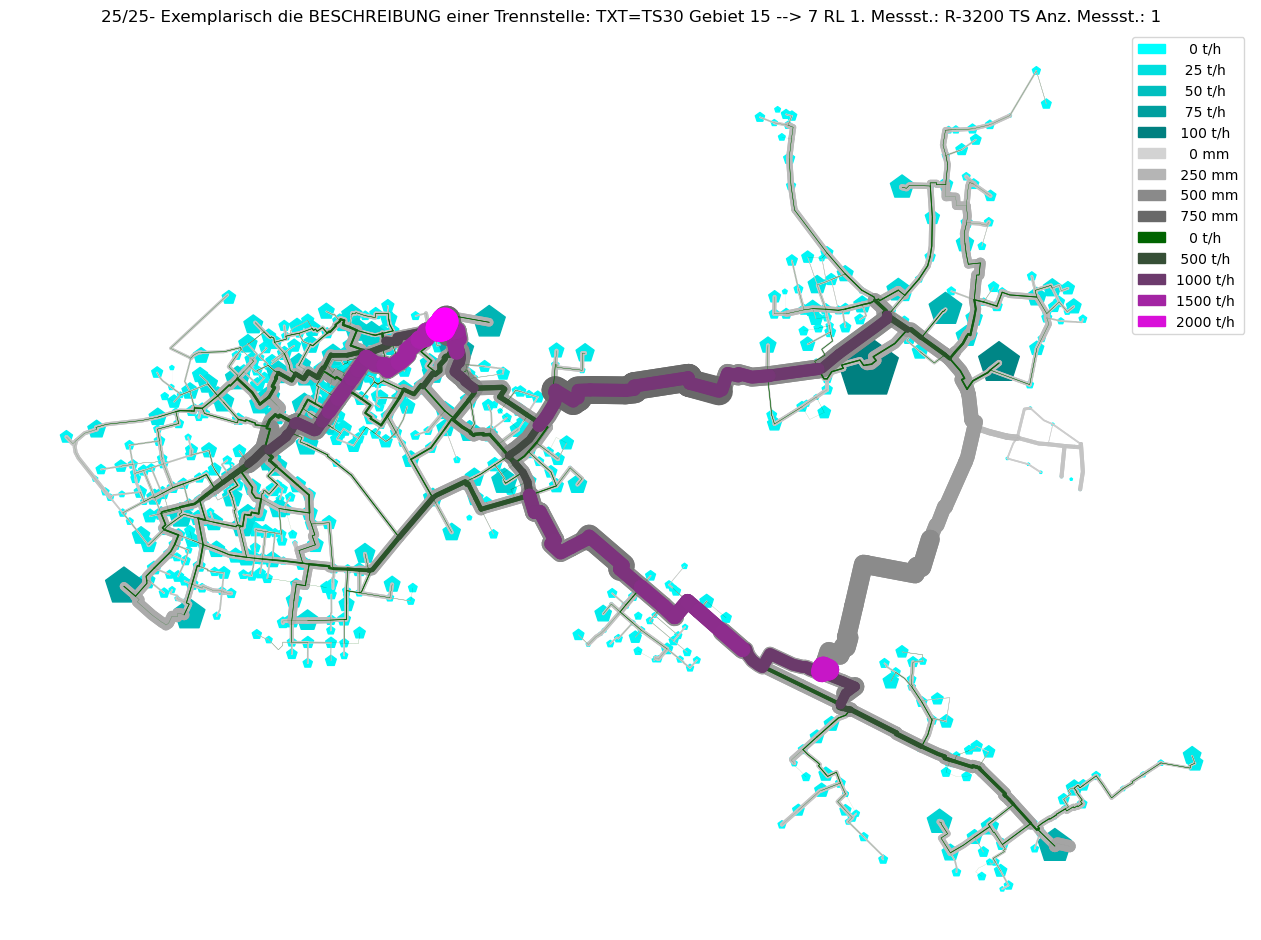 25/25- Exemplarisch die BESCHREIBUNG einer Trennstelle: TXT=TS30 Gebiet 15 --> 7 RL 1. Messst.: R-3200 TS Anz. Messst.: 1
0 t/h
25 t/h
50 t/h
75 t/h
100 t/h
0 mm
250 mm
500 mm
750 mm
0 t/h
500 t/h
1000 t/h
1500 t/h
2000 t/h